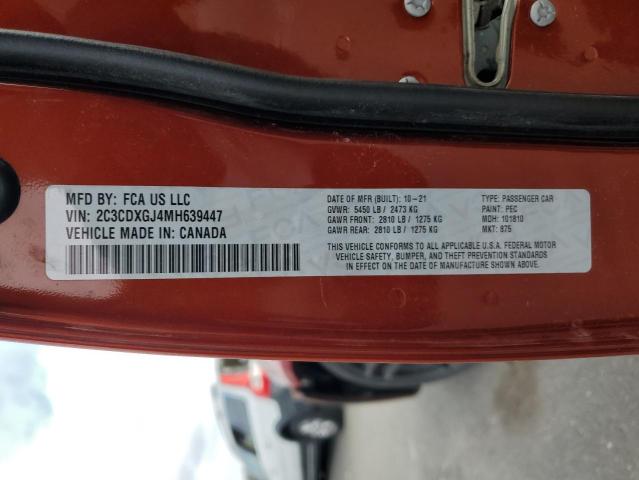 MFD BY: FCA US LLC
VIN: 2C3CDXGJ4MH639447
VEHICLE MADE IN: CANADA
DATE OF MFR (BUILT): 10-21
GVWR: 5450 LB / 2473 KG
GAWR FRONT: 2810 LB / 1275 KG
GAWR REAR: 2810 LB / 1275 KG
TYPE: PASSENGER CAR
PAINT: PEC
MDH: 101810
MKT: 875
THIS VEHICLE CONFORMS TO ALL APPLICABLE U.S.A. FEDERAL MOTOR
VEHICLE SAFETY, BUMPER, AND THEFT PREVENTION STANDARDS
IN EFFECT ON THE DATE OF MANUFACTURE SHOWN ABOVE.